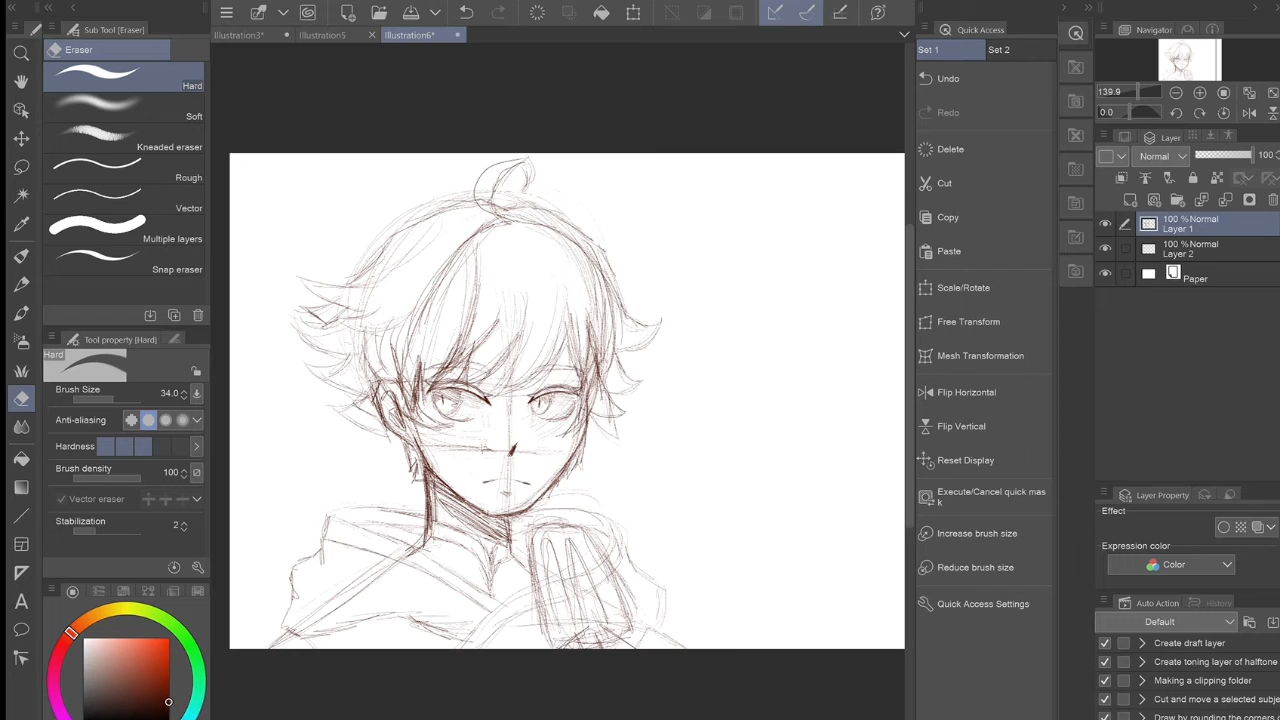 Sub Tool [Eraser]
Eraser
Hard
Soft
Kneaded eraser
Rough
Vector
Multiple layers
Snap eraser
Tool property [Hard]
Hard
Brush Size 34.0
Anti-aliasing
Hardness
Brush density 100
Vector eraser
Stabilization 2
Illustration3*
Illustration5
Illustration6*
Quick Access
Set 1
Set 2
Undo
Redo
Delete
Cut
Copy
Paste
Scale/Rotate
Free Transform
Mesh Transformation
Flip Horizontal
Flip Vertical
Reset Display
Execute/Cancel quick mas
k
Increase brush size
Reduce brush size
Quick Access Settings
Navigator
139.9
0.0
Layer
Normal 100
100 %Normal
Layer 1
100 %Normal
Layer 2
Paper
Layer Property
Effect
Expression color
Color
Auto Action
History
Default
Create draft layer
Create toning layer of halftone
Making a clipping folder
Cut and move a selected subje
Draw by rounding the corners